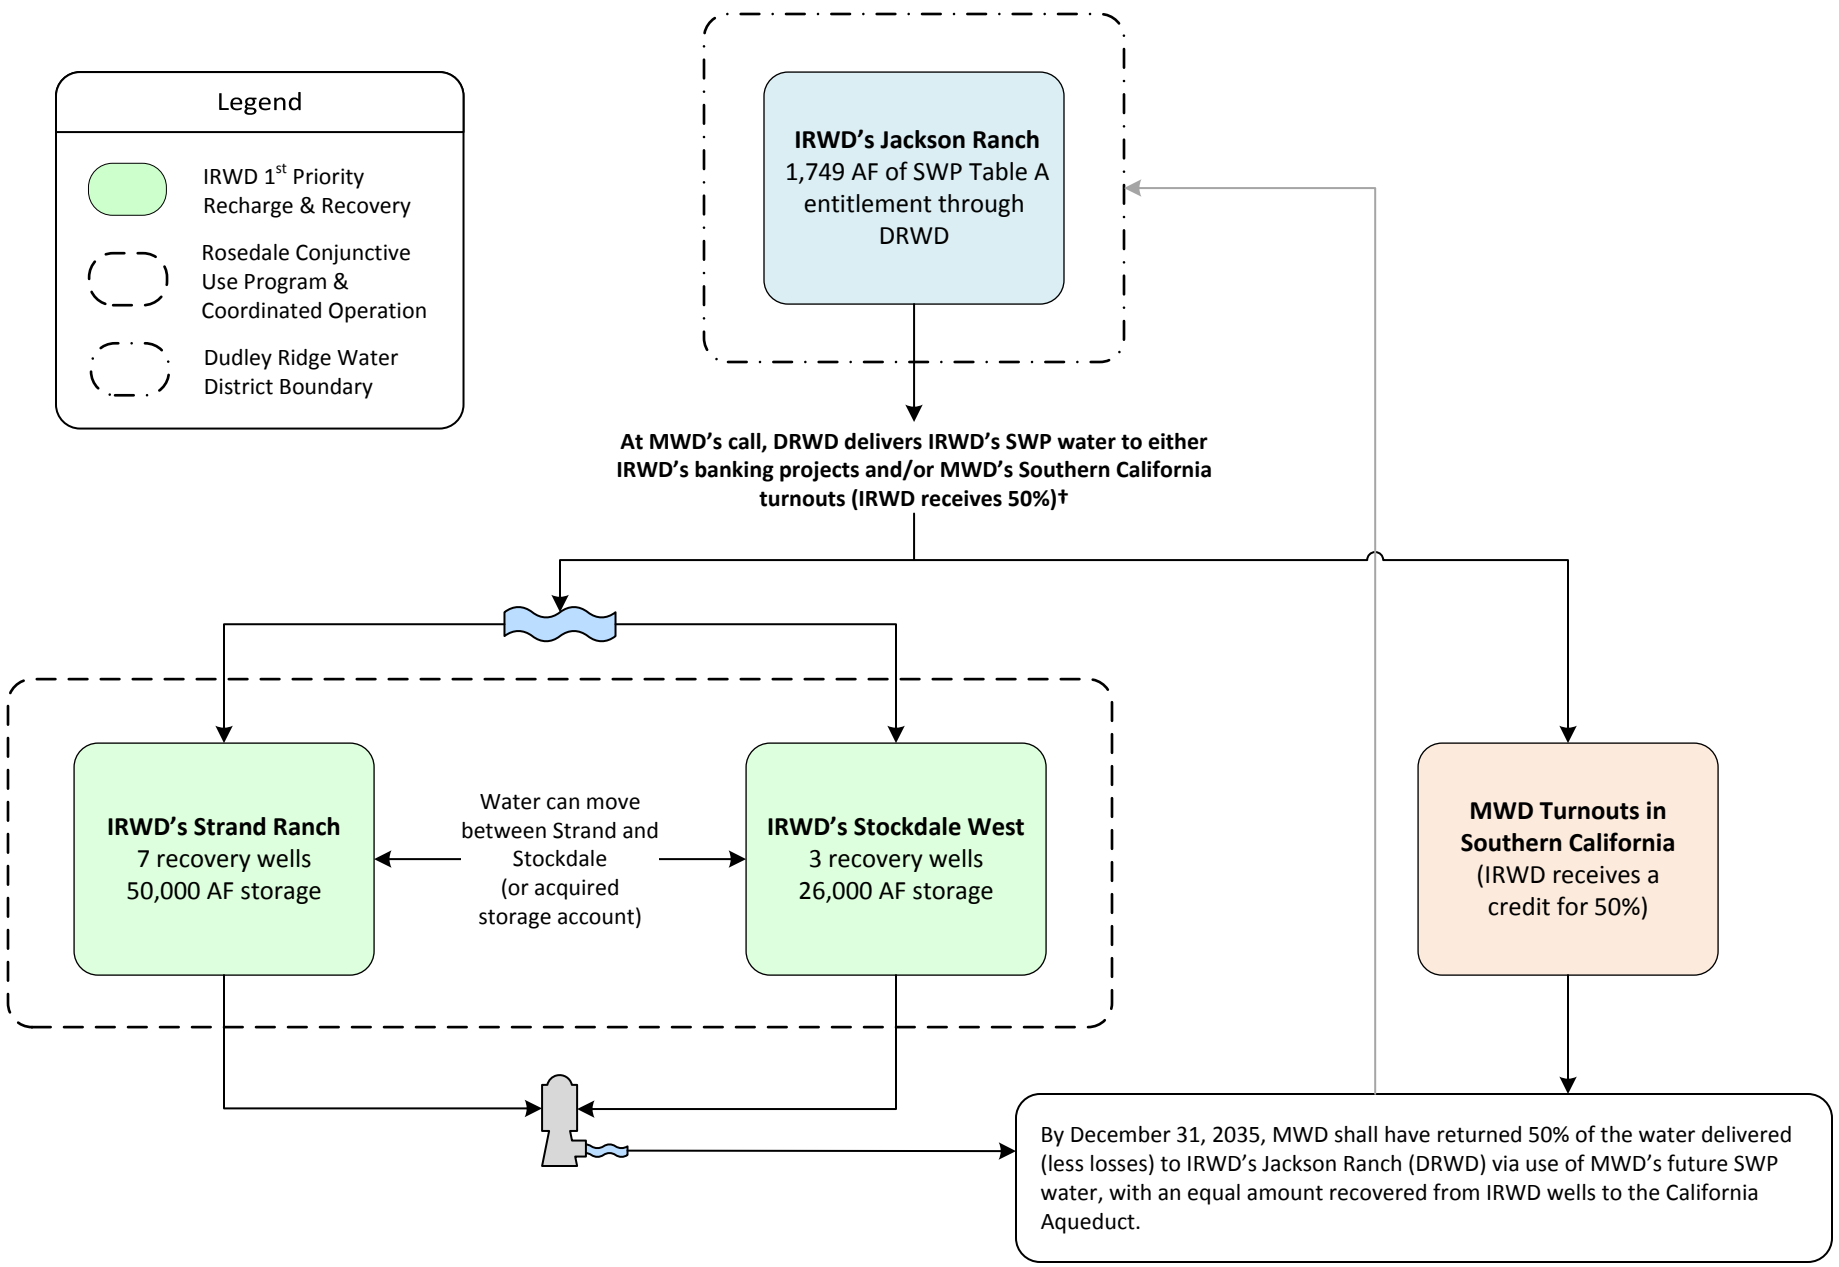 Legend
IRWD 1st Priority
Recharge & Recovery
Rosedale Conjunctive
Use Program &
Coordinated Operation
Dudley Ridge Water
District Boundary
IRWD’s Jackson Ranch
1,749 AF of SWP Table A
entitlement through
DRWD
At MWD’s call, DRWD delivers IRWD’s SWP water to either
IRWD’s banking projects and/or MWD’s Southern California
turnouts (IRWD receives 50%)†
IRWD’s Strand Ranch
7 recovery wells
50,000 AF storage
Water can move
between Strand and
Stockdale
(or acquired
storage account)
IRWD’s Stockdale West
3 recovery wells
26,000 AF storage
MWD Turnouts in
Southern California
(IRWD receives a
credit for 50%)
By December 31, 2035, MWD shall have returned 50% of the water delivered
(less losses) to IRWD’s Jackson Ranch (DRWD) via use of MWD’s future SWP
water, with an equal amount recovered from IRWD wells to the California
Aqueduct.